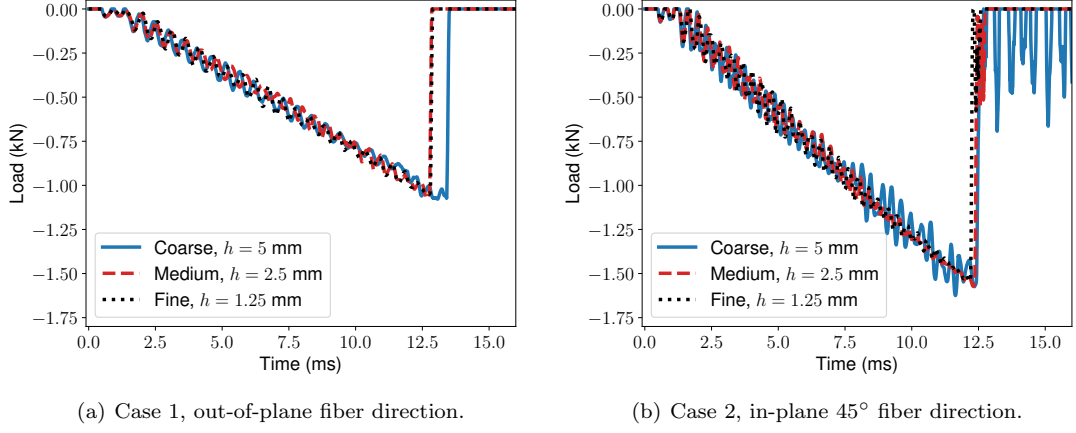 0.00
−0.25
−0.50
−0.75
−1.00
−1.25
−1.50
−1.75
Load (kN)
Coarse, h = 5 mm
Medium, h = 2.5 mm
Fine, h = 1.25 mm
0.0 2.5 5.0 7.5 10.0 12.5 15.0
Time (ms)
(a) Case 1, out-of-plane fiber direction.
0.00
−0.25
−0.50
−0.75
−1.00
−1.25
−1.50
−1.75
Load (kN)
Coarse, h = 5 mm
Medium, h = 2.5 mm
Fine, h = 1.25 mm
0.0 2.5 5.0 7.5 10.0 12.5 15.0
Time (ms)
(b) Case 2, in-plane 45° fiber direction.